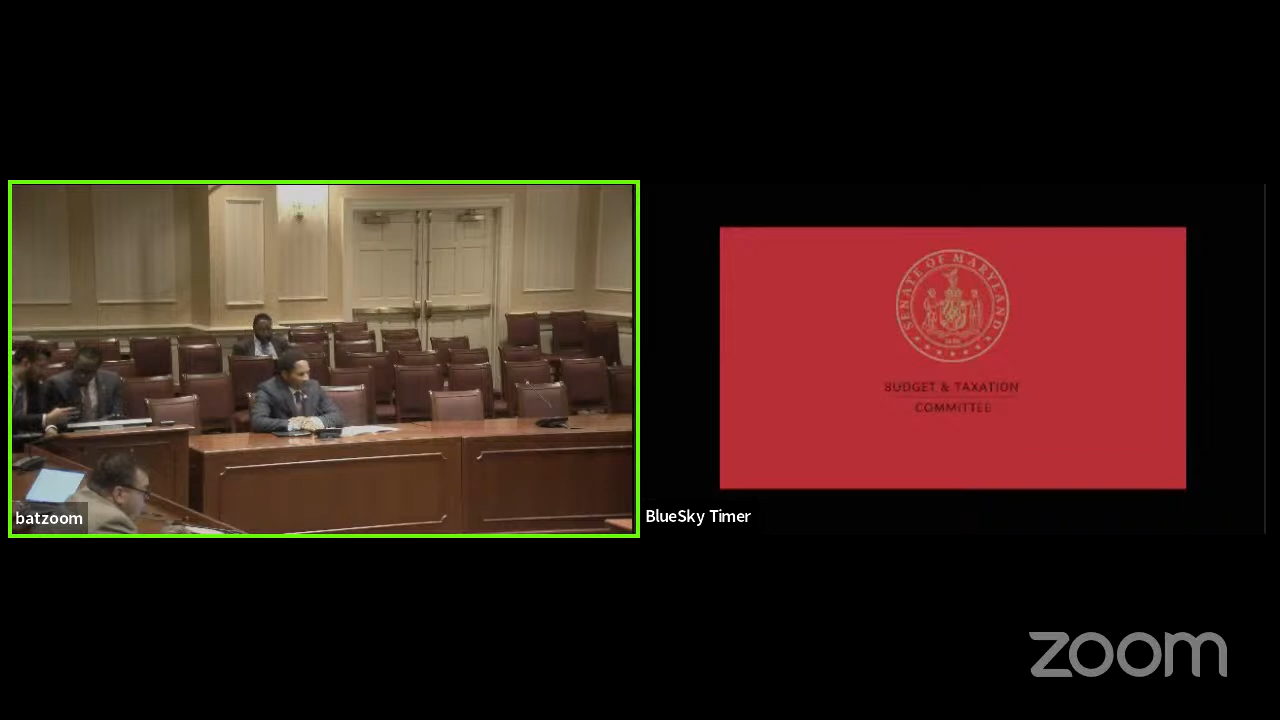 SENATE OF MARYLAND
BUDGET & TAXATION
COMMITTEE
batzoom
BlueSky Timer
zoom